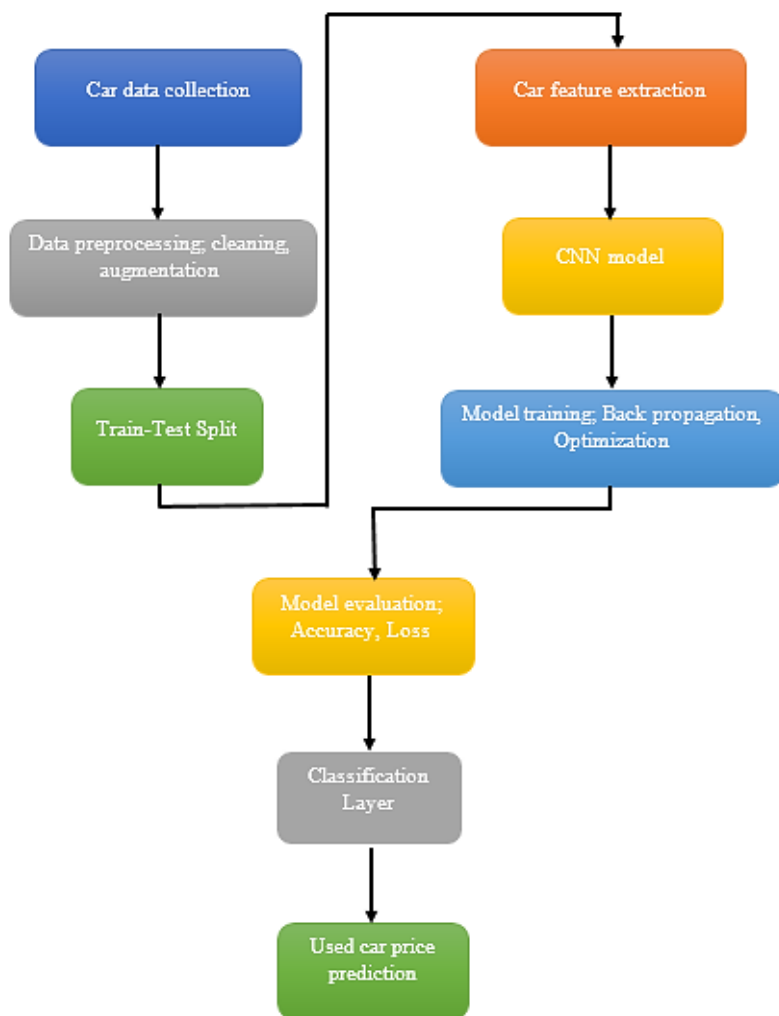 Car data collection
Data preprocessing; cleaning,
augmentation
Train-Test Split
Car feature extraction
CNN model
Model training; Back propagation,
Optimization
Model evaluation;
Accuracy, Loss
Classification
Layer
Used car price
prediction